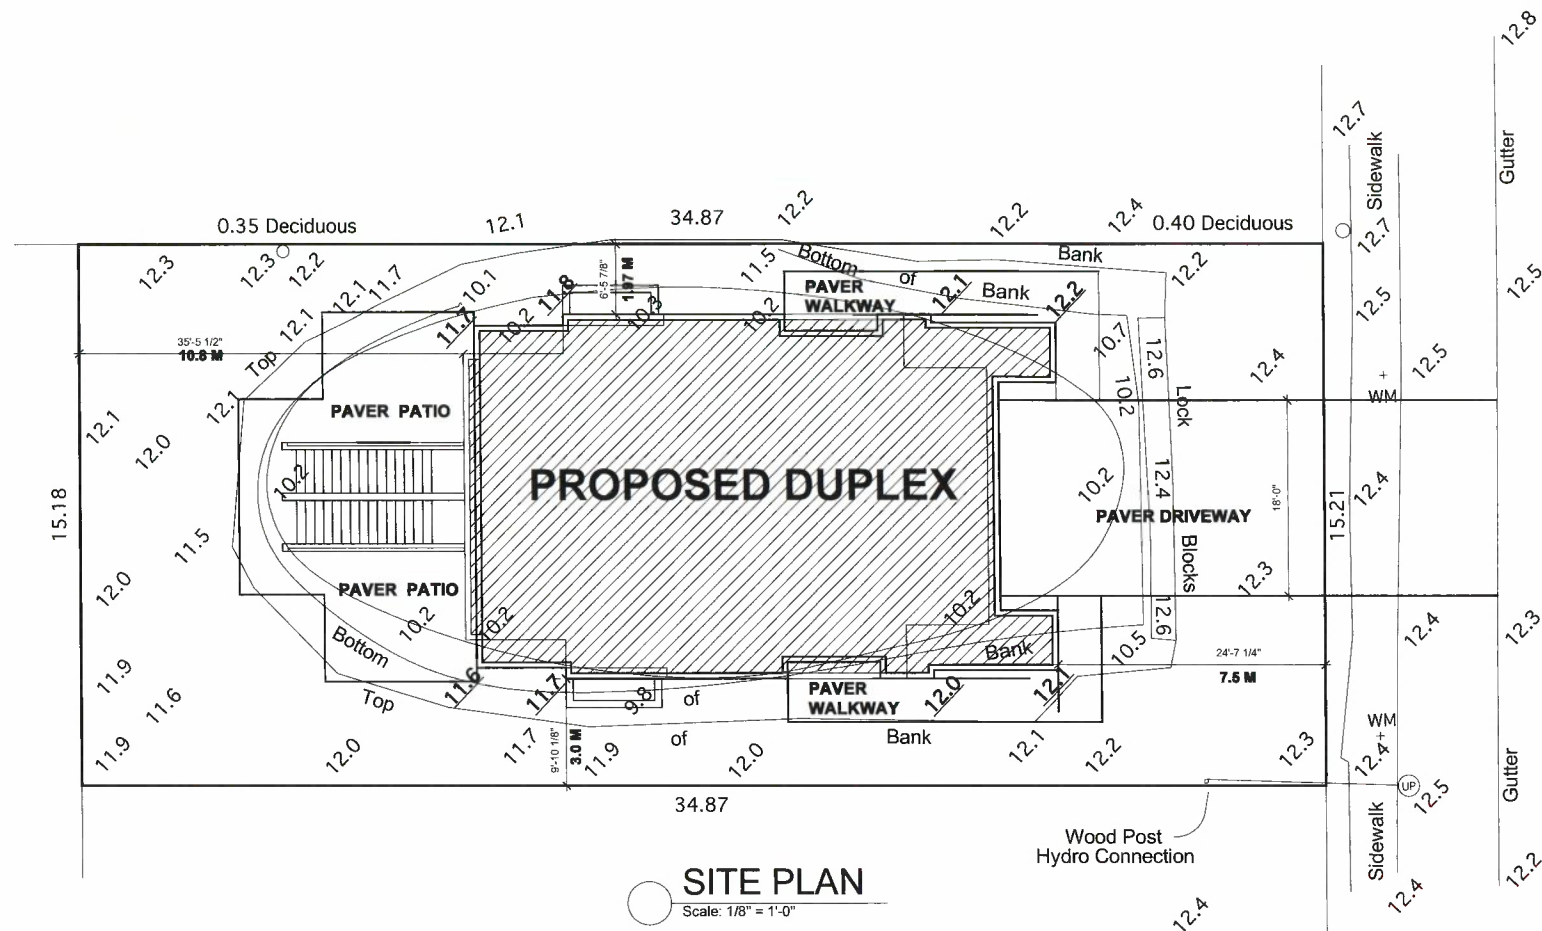 12.8
12.7
Sidewalk
Gutter
12.2
12.4
0.35 Deciduous
12.1
34.87
12.2
0.40 Deciduous
12.7
12.3
12.3
12.2
11.7
10.1
11.8
6'-5 7/8"
1.97 M
11.5
Bottom
of
Bank
Bank
12.2
12.5
12.1
12.1
11.7
10.2
10.3
10.2
PAVER
WALKWAY
12.1
12.2
12.5
35'-5 1/2"
10.8 M
Top
10.7
12.6
12.4
12.5
12.1
12.1
PAVER PATIO
10.2
Lock
+
WM
12.0
10.2
PROPOSED DUPLEX
10.2
12.4
PAVER DRIVEWAY
18'-0"
12.4
15.18
15.21
11.5
Blocks
12.0
PAVER PATIO
12.3
10.2
10.2
10.2
12.6
12.4
12.3
Bottom
Bank
10.5
24'-7 1/4"
7.5 M
11.9
11.6
Top
11.6
11.7
9.8
of
PAVER
WALKWAY
12.0
12.1
WM
+
11.9
12.0
11.7
9'-10 1/8"
3.0 M
11.9
of
12.0
Bank
12.1
12.2
12.3
12.4
Gutter
34.87
UP
12.5
Wood Post
Hydro Connection
Sidewalk
SITE PLAN
Scale: 1/8" = 1'-0"
12.4
12.4
12.2